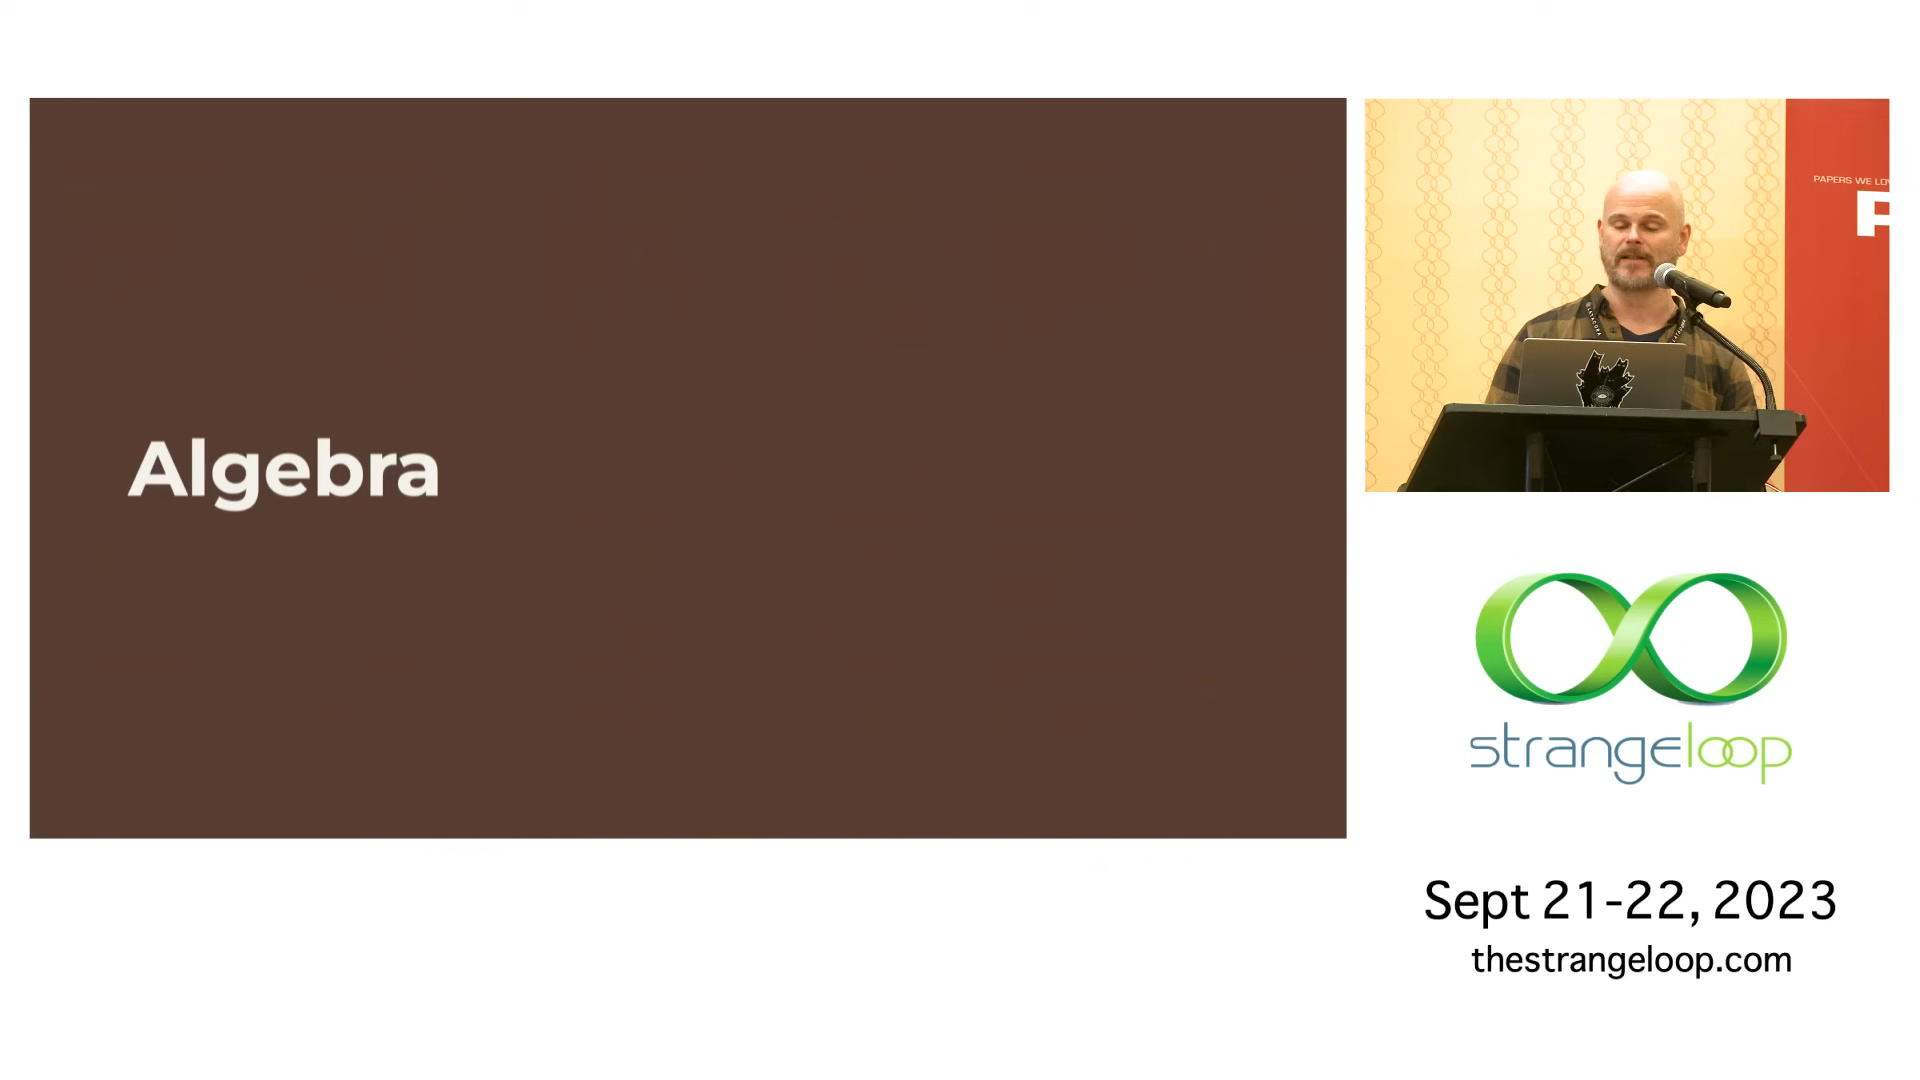 Algebra
PAPERS WE LO
strangeloop
Sept 21-22, 2023
thestrangeloop.com